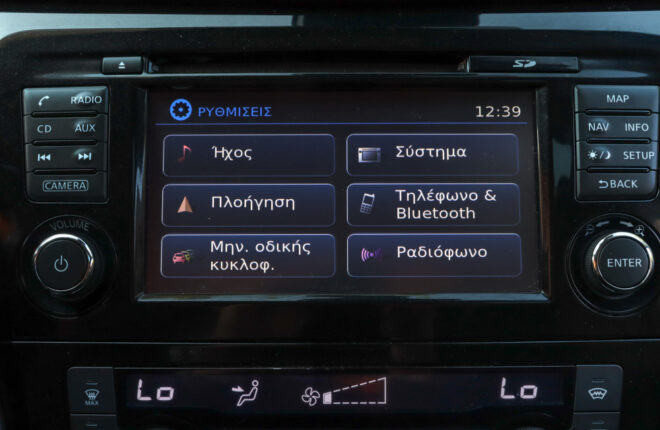 SD
RADIO
CD AUX
CAMERA
VOLUME
ΡΥΘΜΙΣΕΙΣ 12:39
Ήχος
Σύστημα
Πλοήγηση
Τηλέφωνο &
Bluetooth
Μην. οδικής
κυκλοφ.
Ραδιόφωνο
MAP
NAV INFO
SETUP
BACK
ENTER
MAX
Lo
Lo